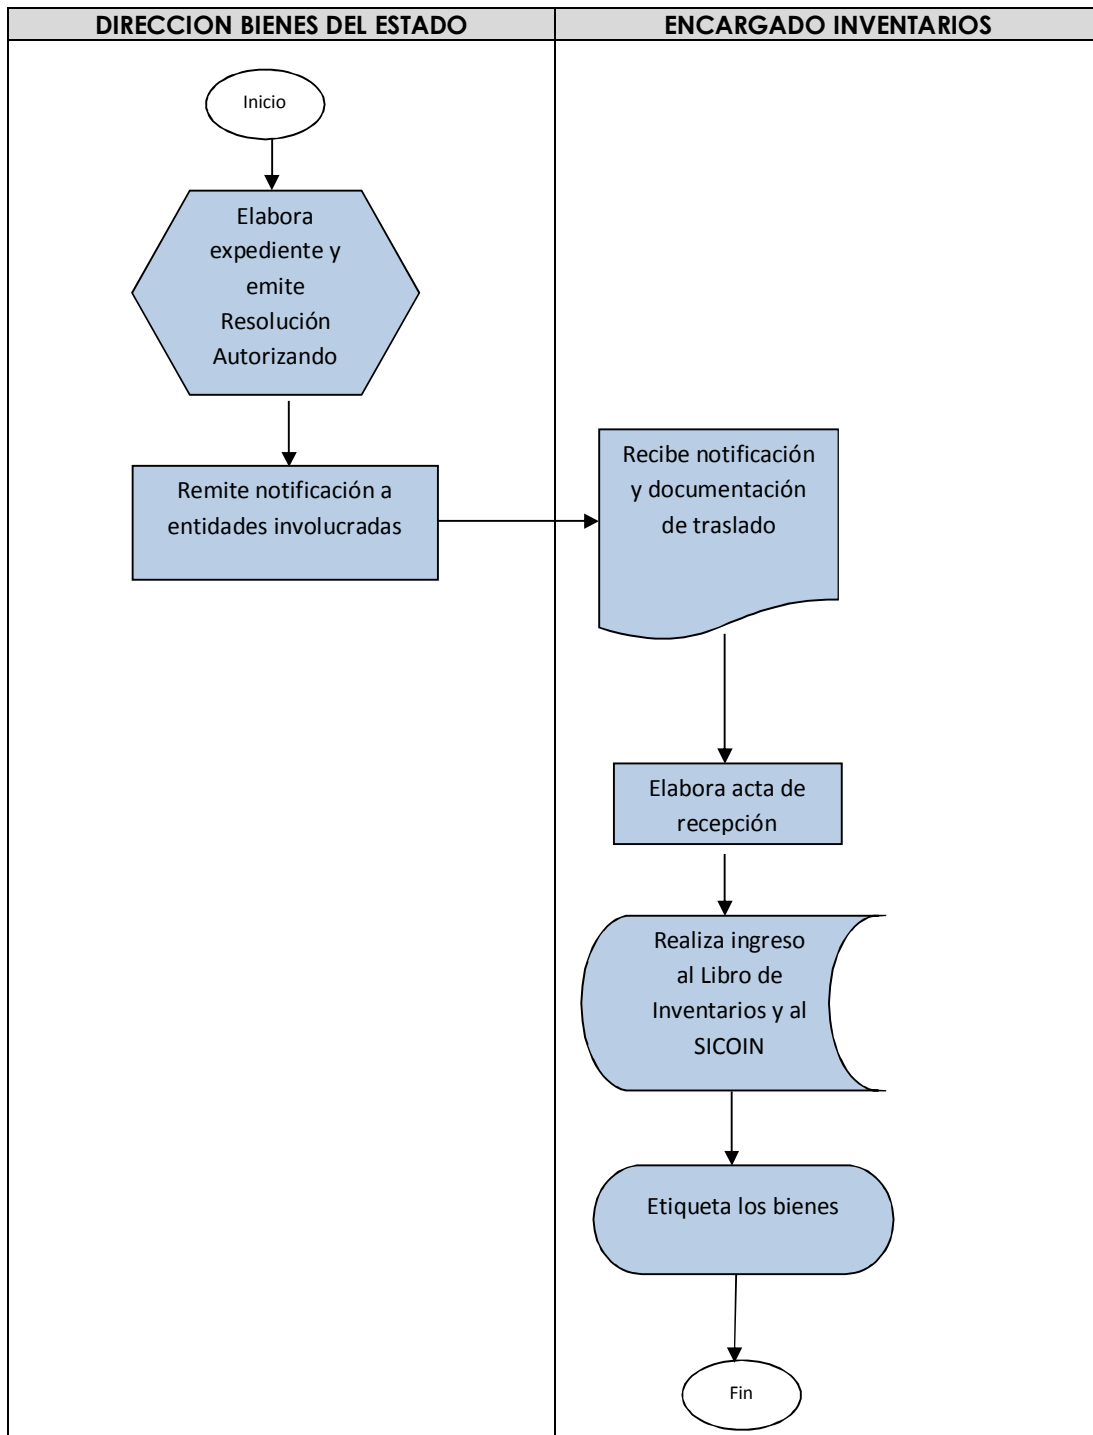 DIRECCION BIENES DEL ESTADO
ENCARGADO INVENTARIOS
Inicio
Elabora
expediente y
emite
Resolución
Autorizando
Remite notificación a
entidades involucradas
Recibe notificación
y documentación
de traslado
Elabora acta de
recepción
Realiza ingreso
al Libro de
Inventarios y al
SICOIN
Etiqueta los bienes
Fin